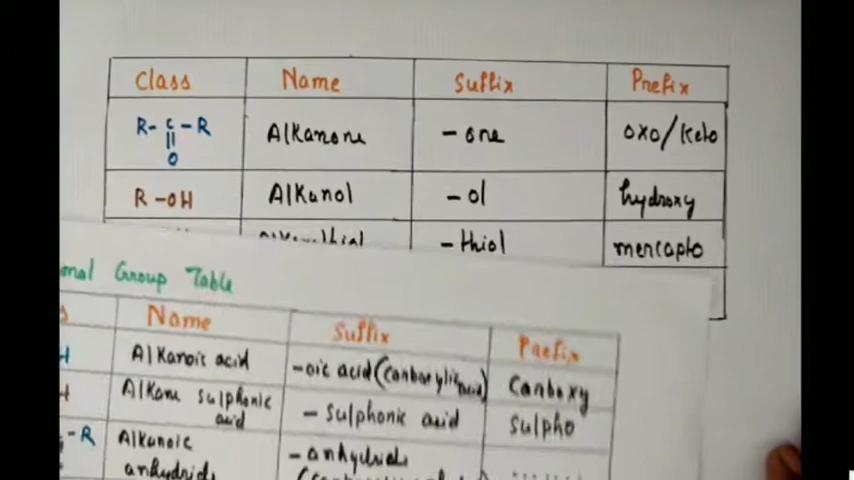 Class Name Suffix Prefix
R-C-R Alkanone -one oxo/Keto
||
O
R-OH Alkanol -ol hydroxy
-thiol mercapto
onal Group Table
Name Suffix Prefix
H Alkanoic acid -oic acid (carboxylic acid) Carboxy
H Alkane sulphonic acid -sulphonic acid Sulpho
-R Alkanoic -anhydride
anhydride